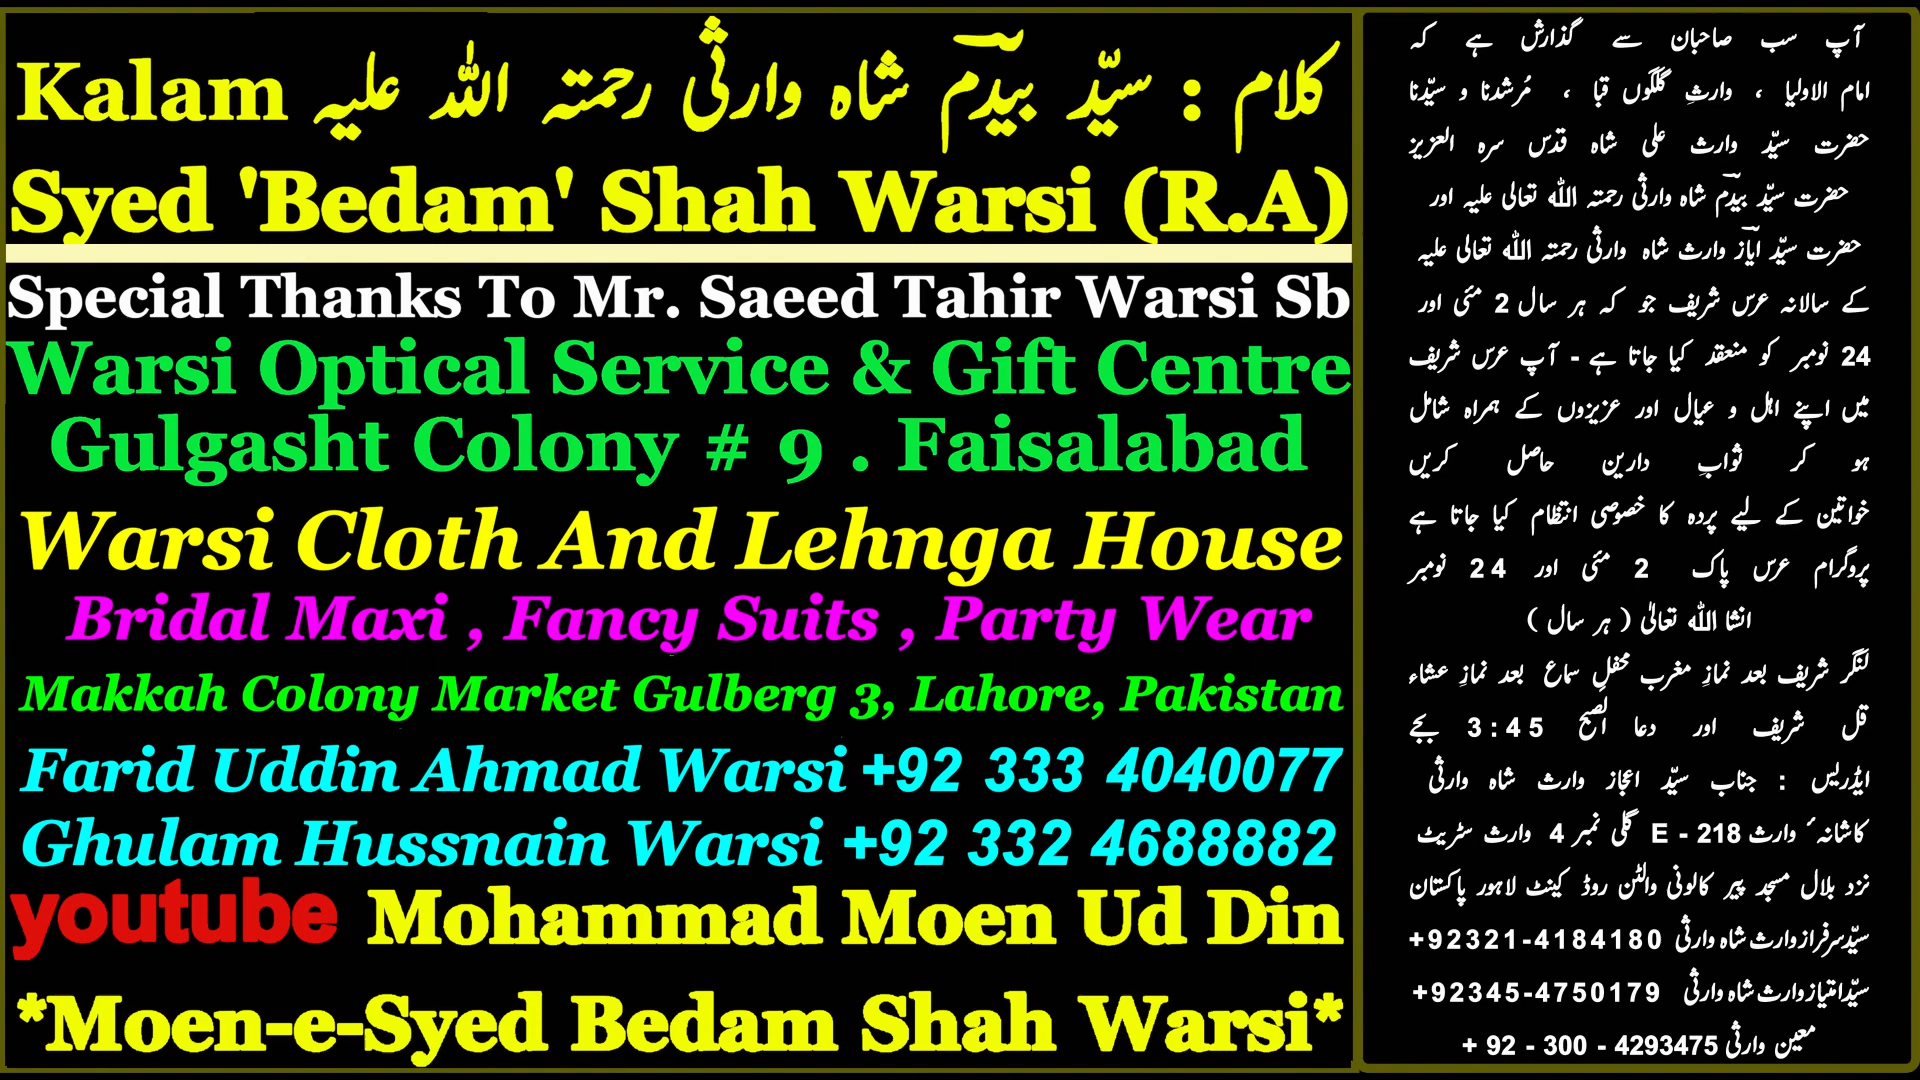 Kalam کلام : سیّد بیدؔم شاہ وارثی رحمتہ اللہ علیہ
Syed 'Bedam' Shah Warsi (R.A)
Special Thanks To Mr. Saeed Tahir Warsi Sb
Warsi Optical Service & Gift Centre
Gulgasht Colony # 9 . Faisalabad
Warsi Cloth And Lehnga House
Bridal Maxi , Fancy Suits , Party Wear
Makkah Colony Market Gulberg 3, Lahore, Pakistan
Farid Uddin Ahmad Warsi +92 333 4040077
Ghulam Hussnain Warsi +92 332 4688882
youtube Mohammad Moen Ud Din
*Moen-e-Syed Bedam Shah Warsi*
آپ سب صاحبان سے گذارش ہے کہ
امام الاولیا ، وارثِ گلگوں قبا ، مُرشدنا و سیّدنا
حضرت سیّد وارث علی شاہ قدس سرہ العزیز
حضرت سیّد بیدؔم شاہ وارثی رحمتہ اللہ تعالی علیہ اور
حضرت سیّد ایاؔز وارث شاہ وارثی رحمتہ اللہ تعالی علیہ
کے سالانہ عرس شریف جو کہ ہر سال 2 مئی اور
24 نومبر کو منعقد کیا جاتا ہے - آپ عرس شریف
میں اپنے اہل و عیال اور عزیزوں کے ہمراہ شامل
ہو کر ثوابِ دارین حاصل کریں
خواتین کے لیے پردہ کا خصوصی انتظام کیا جاتا ہے
پروگرام عرس پاک 2 مئی اور 24 نومبر
انشا اللہ تعالٰی ( ہر سال )
لنگر شریف بعد نمازِ مغرب محفلِ سماع بعد نمازِ عشاء
قل شریف اور دعا الصبح 3:45 بجے
ایڈریس : جناب سیّد اعجاز وارث شاہ وارثی
کاشانہٴ وارث E - 218 گلی نمبر 4 وارث سٹریٹ
نزد بلال مسجد پیر کالونی والٹن روڈ کینٹ لاہور پاکستان
سیّد سرفراز وارث شاہ وارثی +92321-4184180
سیّد امتیاز وارث شاہ وارثی +92345-4750179
معین وارثی + 92 - 300 - 4293475